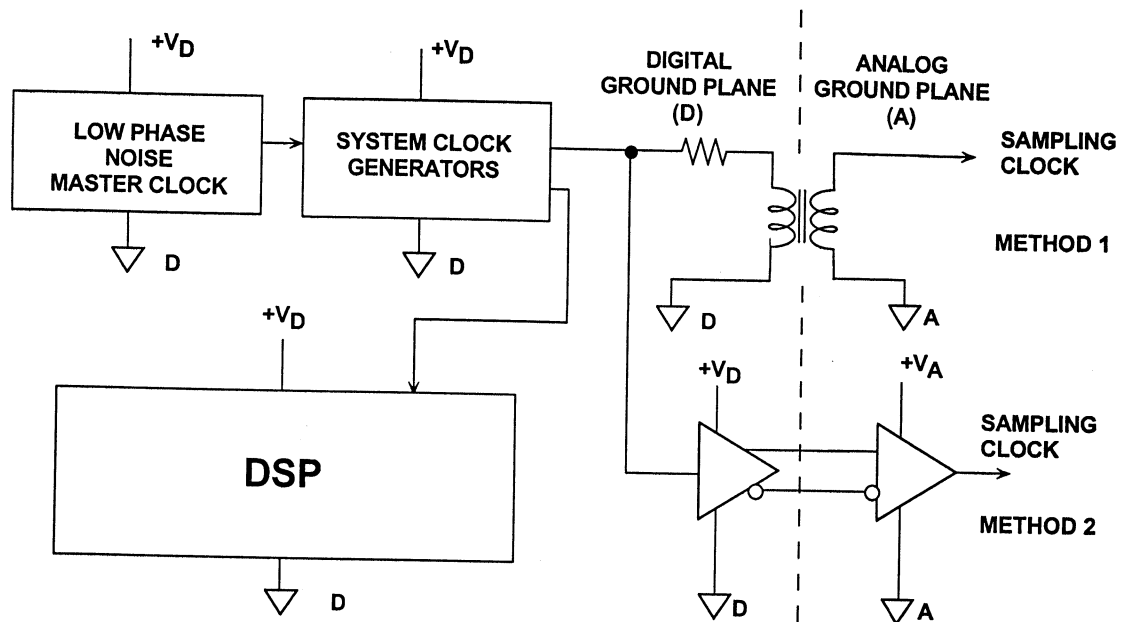 +VD
+VD
DIGITAL
GROUND PLANE
(D)
ANALOG
GROUND PLANE
(A)
LOW PHASE
NOISE
MASTER CLOCK
SYSTEM CLOCK
GENERATORS
SAMPLING
CLOCK
METHOD 1
D
D
D
A
+VD
+VD
+VA
SAMPLING
CLOCK
DSP
METHOD 2
D
D
A